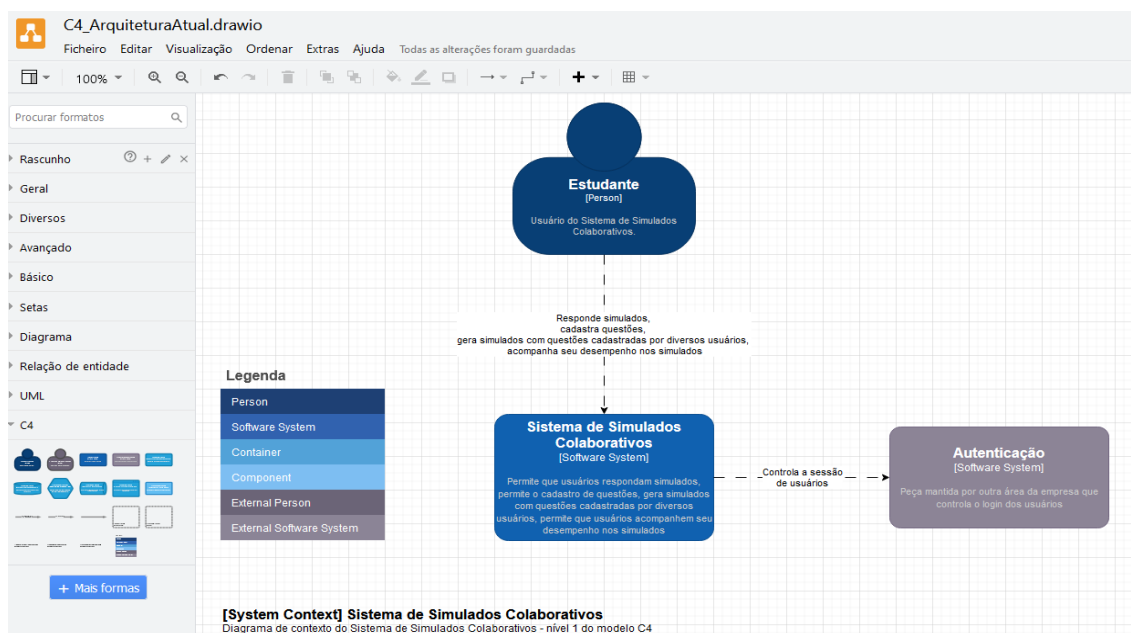 C4_ArquiteturaAtual.drawio
Ficheiro Editar Visualização Ordenar Extras Ajuda Todas as alterações foram guardadas
100%
Procurar formatos
Rascunho
Geral
Diversos
Avançado
Básico
Setas
Diagrama
Relação de entidade
UML
C4
+ Mais formas
Estudante
[Person]
Usuário do Sistema de Simulados
Colaborativos.
Responde simulados,
cadastra questões,
gera simulados com questões cadastradas por diversos usuários,
acompanha seu desempenho nos simulados
Legenda
Person
Software System
Container
Component
External Person
External Software System
Sistema de Simulados
Colaborativos
[Software System]
Permite que usuários respondam simulados,
permite o cadastro de questões, gera simulados
com questões cadastradas por diversos
usuários, permite que usuários acompanhem seu
desempenho nos simulados
Controla a sessão
de usuários
Autenticação
[Software System]
Peça mantida por outra área da empresa que
controla o login dos usuários
[System Context] Sistema de Simulados Colaborativos
Diagrama de contexto do Sistema de Simulados Colaborativos - nível 1 do modelo C4